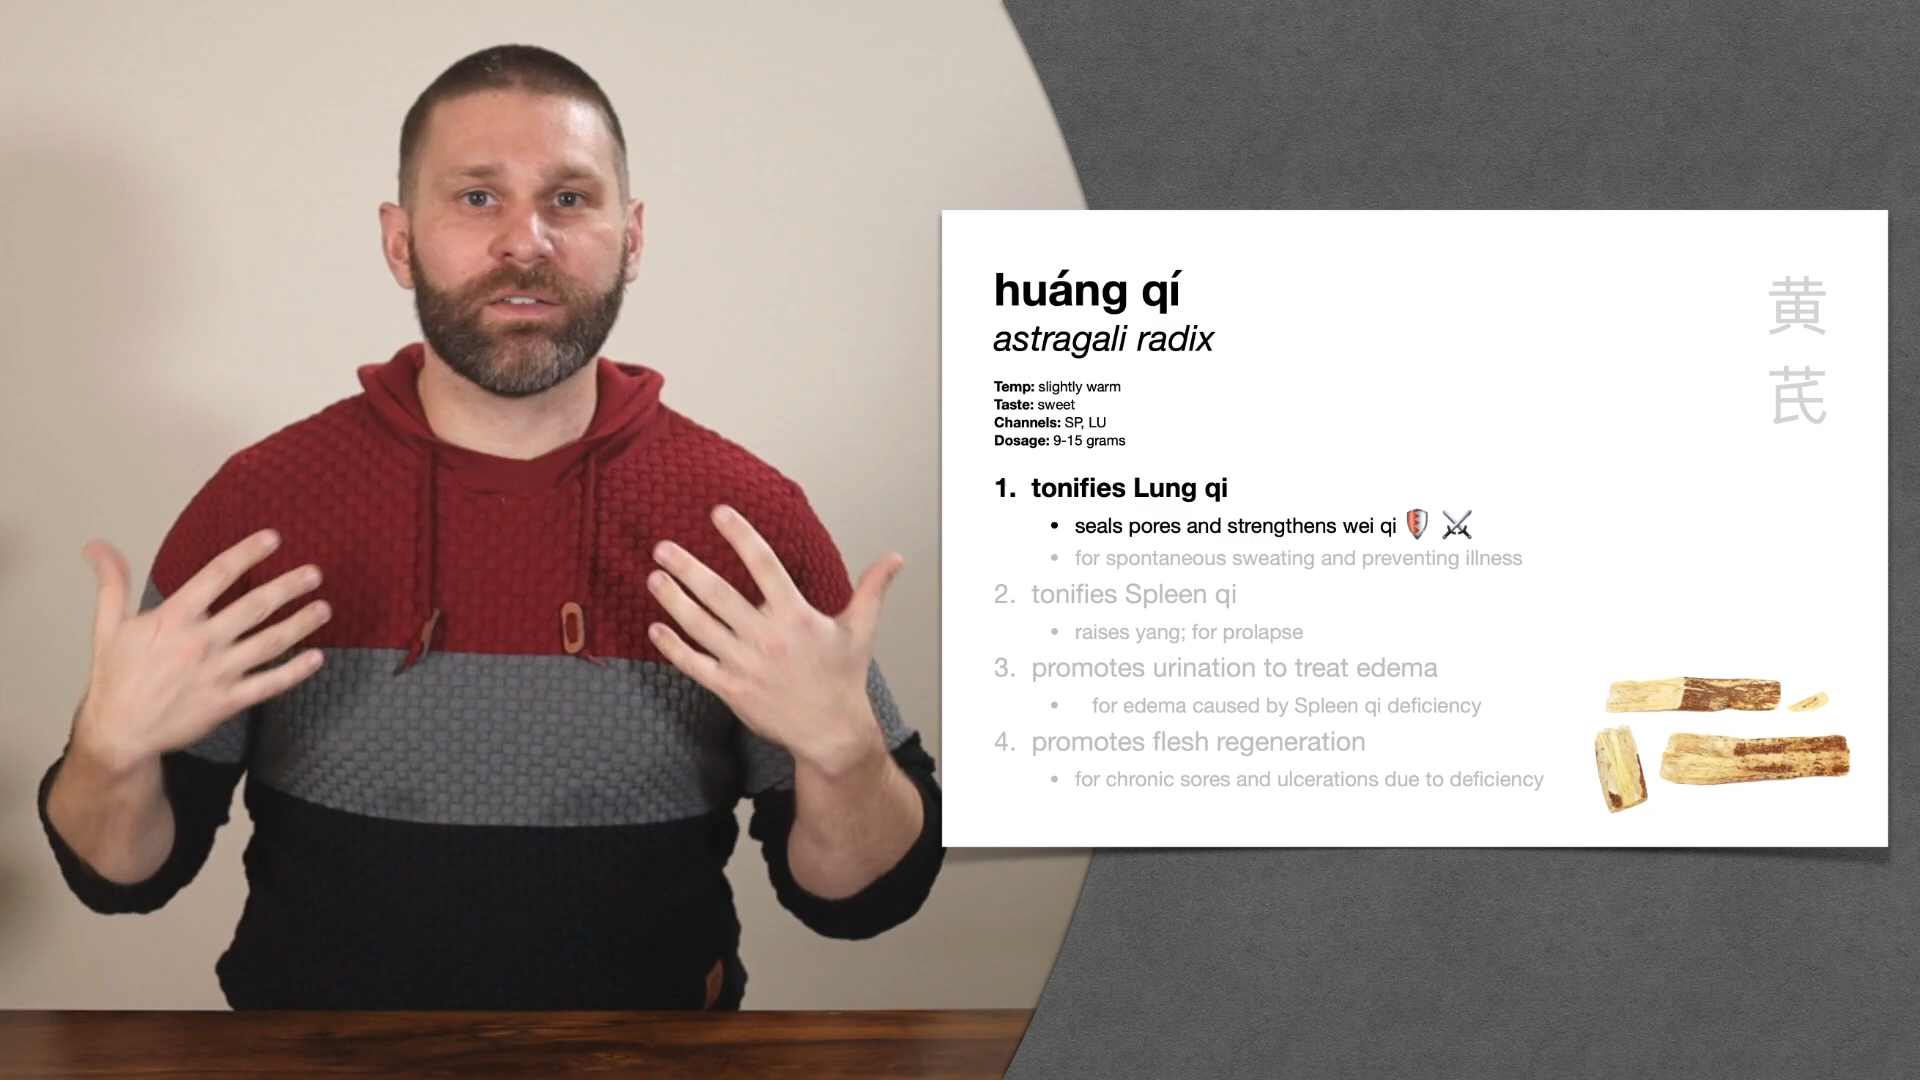 huáng qí
astragali radix
黄
芪
Temp: slightly warm
Taste: sweet
Channels: SP, LU
Dosage: 9-15 grams
1. tonifies Lung qi
• seals pores and strengthens wei qi 🛡️ ⚔️
• for spontaneous sweating and preventing illness
2. tonifies Spleen qi
• raises yang; for prolapse
3. promotes urination to treat edema
• for edema caused by Spleen qi deficiency
4. promotes flesh regeneration
• for chronic sores and ulcerations due to deficiency